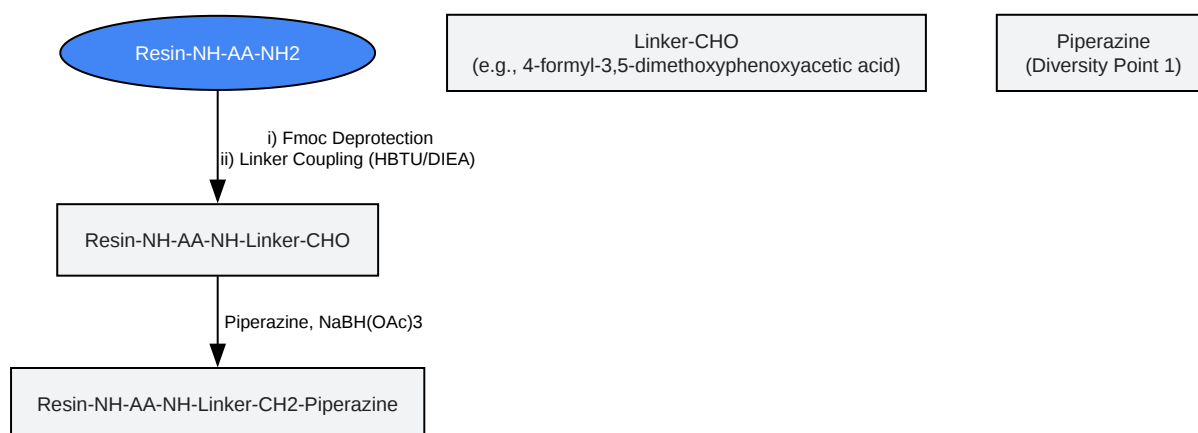 Resin-NH-AA-NH2
Linker-CHO
(e.g., 4-formyl-3,5-dimethoxyphenoxyacetic acid)
Piperazine
(Diversity Point 1)
i) Fmoc Deprotection
ii) Linker Coupling (HBTU/DIEA)
Resin-NH-AA-NH-Linker-CHO
Piperazine, NaBH(OAc)3
Resin-NH-AA-NH-Linker-CH2-Piperazine